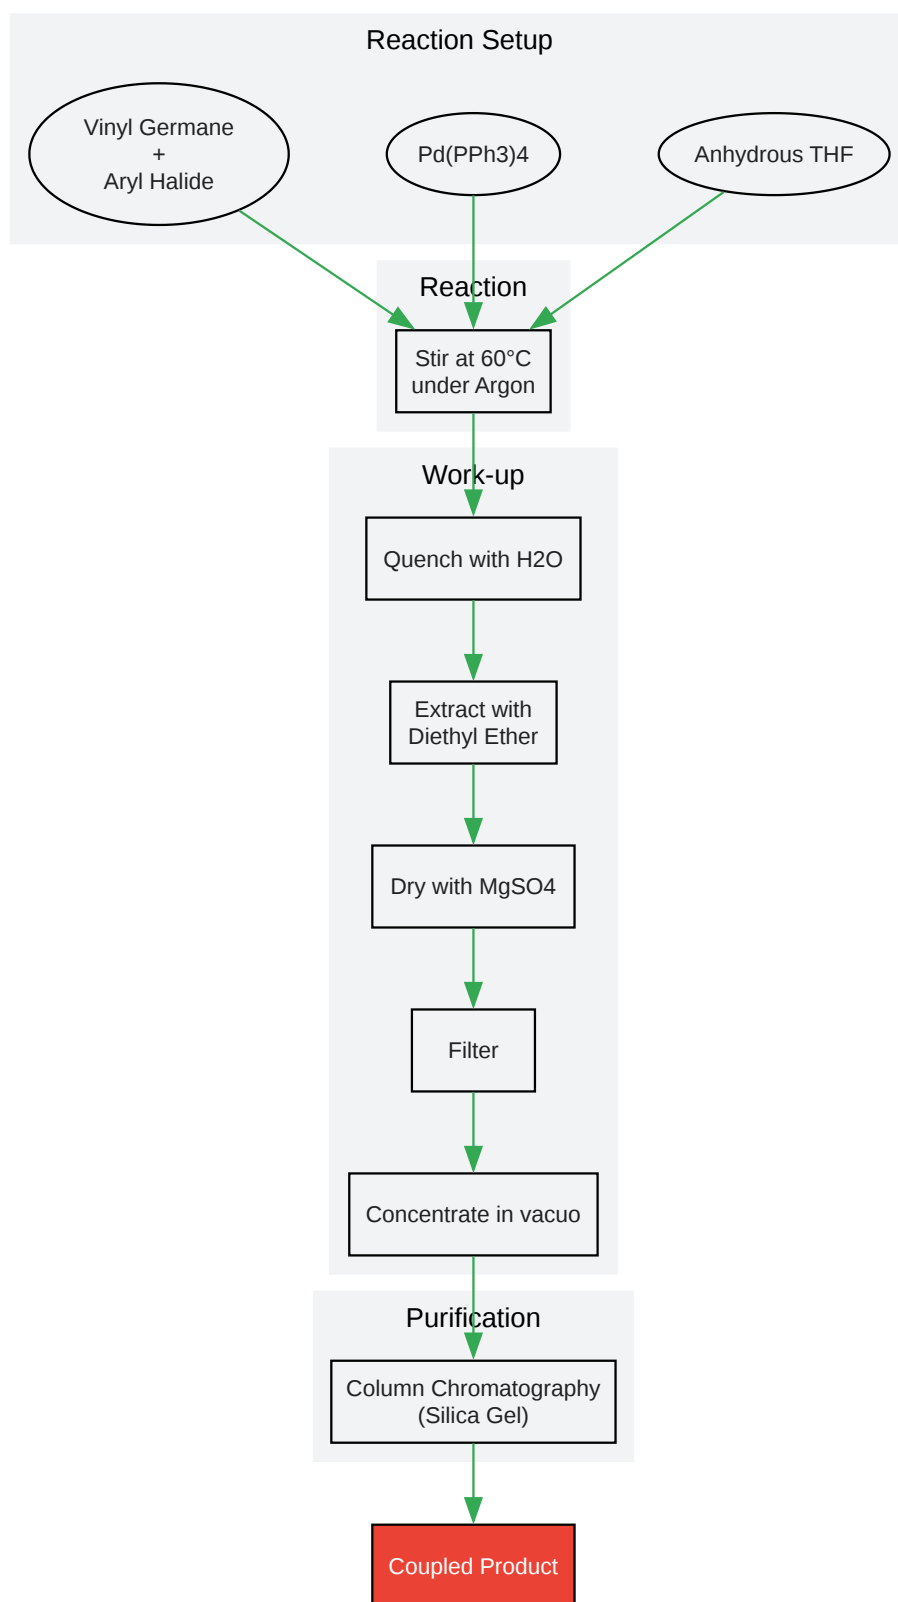 Reaction Setup
Vinyl Germane
+
Aryl Halide
Pd(PPh3)4
Anhydrous THF
Reaction
Stir at 60°C
under Argon
Work-up
Quench with H2O
Extract with
Diethyl Ether
Dry with MgSO4
Filter
Concentrate in vacuo
Purification
Column Chromatography
(Silica Gel)
Coupled Product